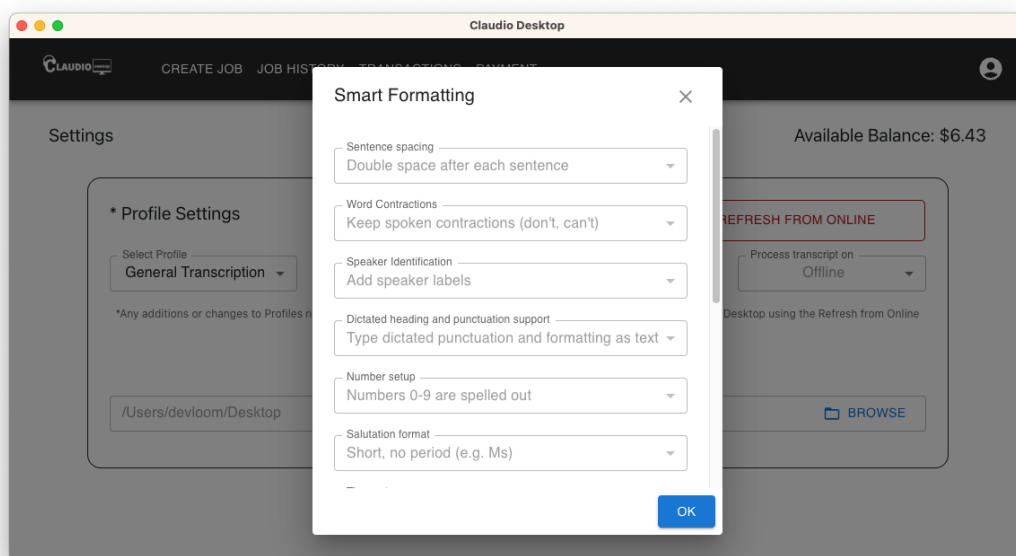 Claudio Desktop
CLAUDIO
CREATE JOB JOB HISTORY TRANSACTIONS PAYMENT
Settings
Available Balance: $6.43
* Profile Settings
REFRESH FROM ONLINE
Select Profile
General Transcription
Process transcript on
Offline
*Any additions or changes to Profiles
Desktop using the Refresh from Online
/Users/devloom/Desktop
BROWSE
Smart Formatting
Sentence spacing
Double space after each sentence
Word Contractions
Keep spoken contractions (don't, can't)
Speaker Identification
Add speaker labels
Dictated heading and punctuation support
Type dictated punctuation and formatting as text
Number setup
Numbers 0-9 are spelled out
Salutation format
Short, no period (e.g. Ms)
OK